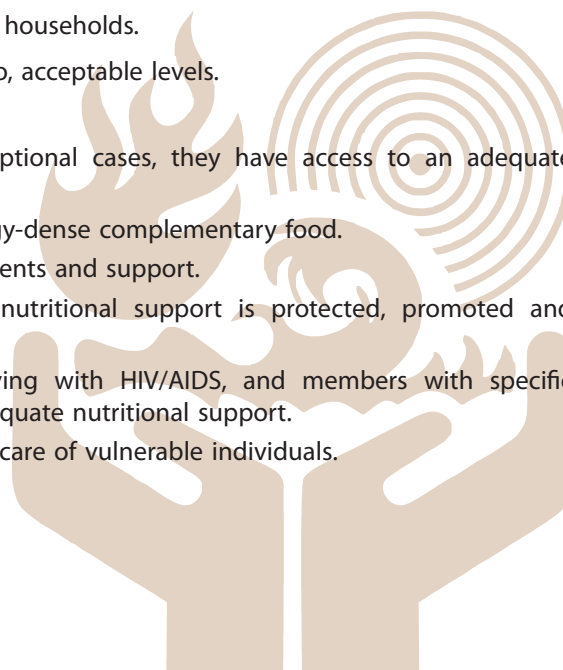 households.
o, acceptable levels.
ptional cases, they have access to an adequate
gy-dense complementary food.
ents and support.
nutritional support is protected, promoted and
ving with HIV/AIDS, and members with specific
quate nutritional support.
care of vulnerable individuals.